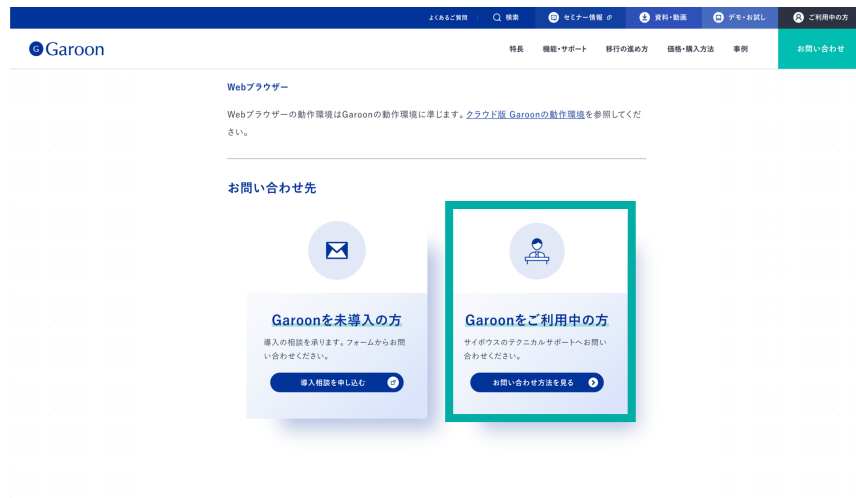 よくあるご質問
検索
セミナー情報
資料・動画
デモ・お試し
ご利用中の方
G Garoon
特長
機能・サポート
移行の進め方
価格・購入方法
事例
お問い合わせ
Webブラウザー
Webブラウザーの動作環境はGaroonの動作環境に準じます。クラウド版 Garoonの動作環境を参照してくだ
さい。
お問い合わせ先
Garoonを未導入の方
導入の相談を承ります。フォームからお問
い合わせください。
導入相談を申し込む
Garoonをご利用中の方
サイボウズのテクニカルサポートへお問い
合わせください。
お問い合わせ方法を見る